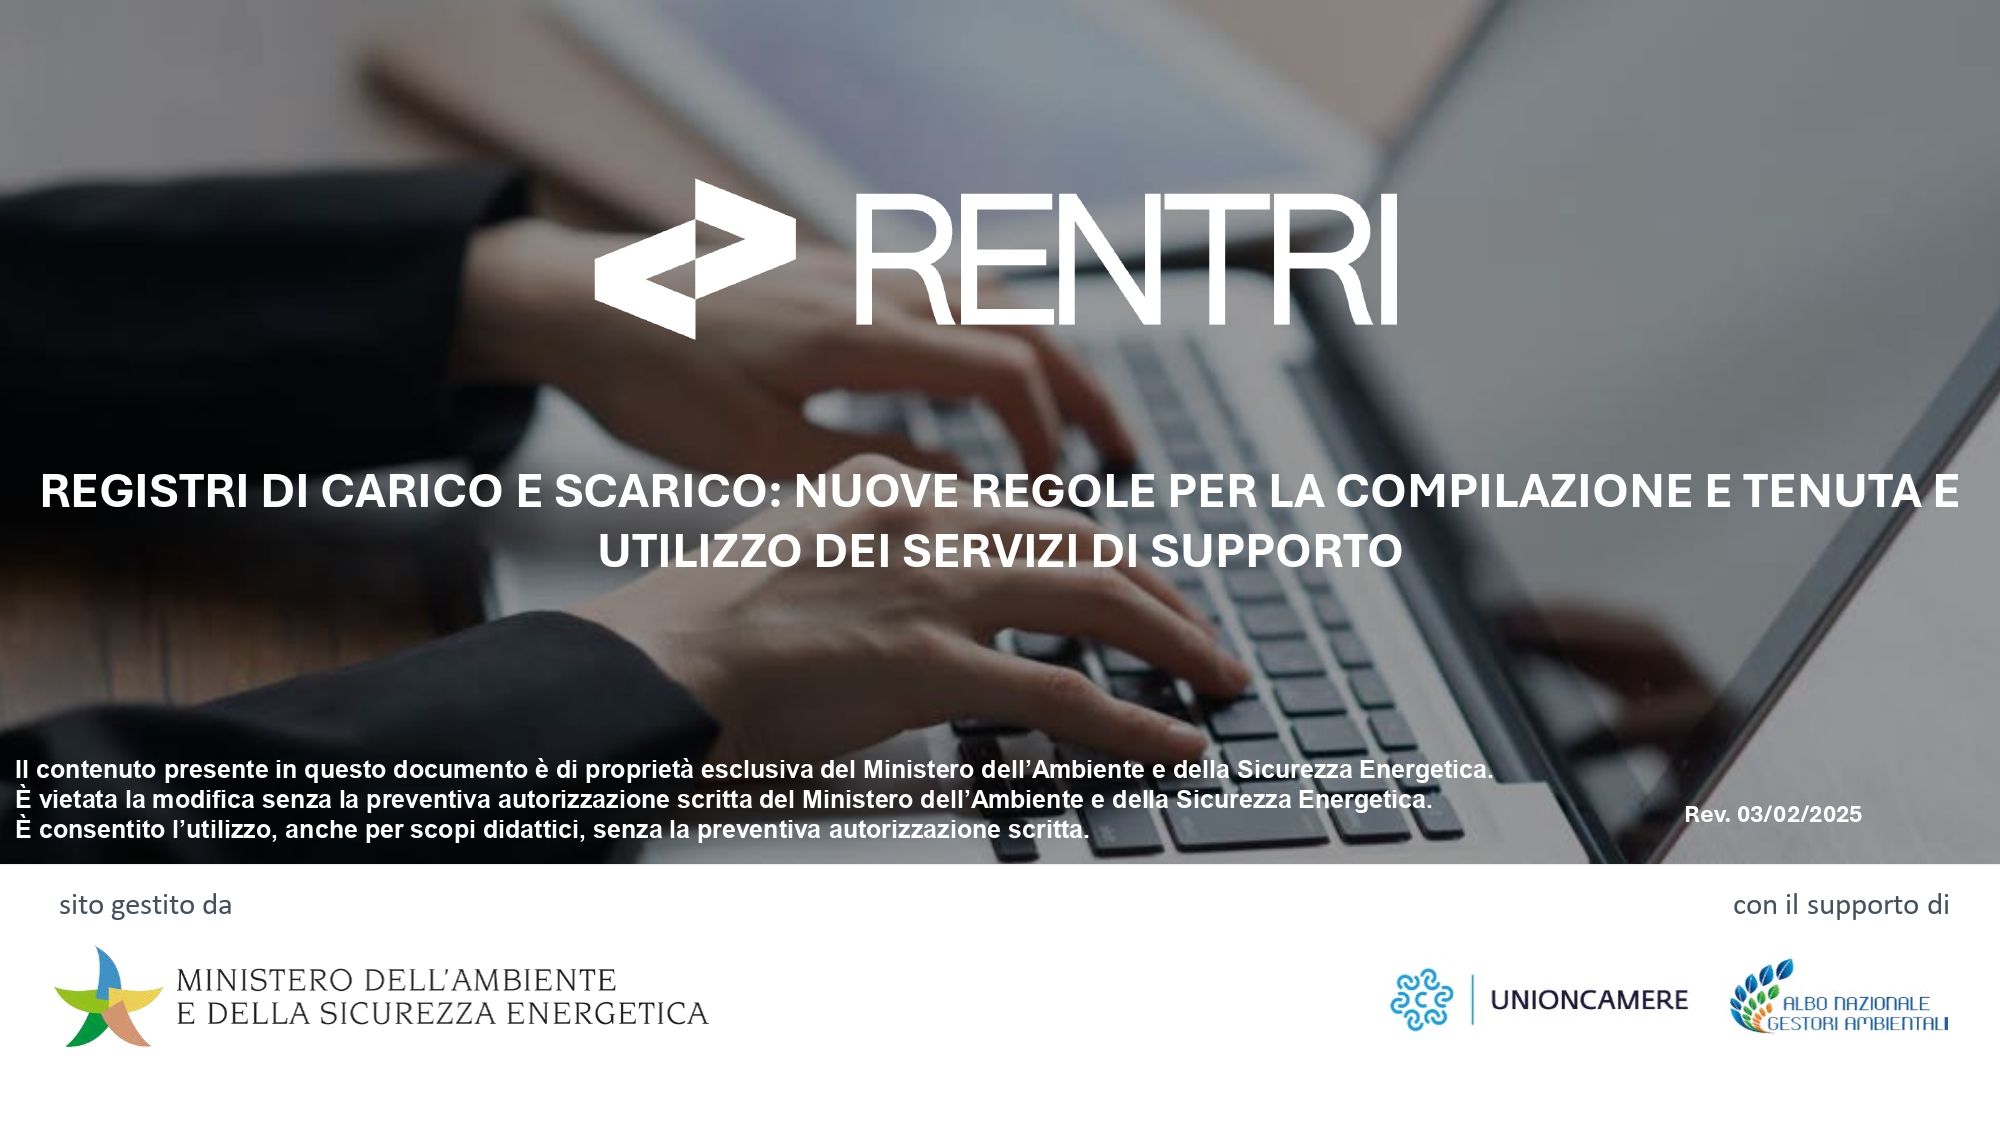 RENTRI
REGISTRI DI CARICO E SCARICO: NUOVE REGOLE PER LA COMPILAZIONE E TENUTA E
UTILIZZO DEI SERVIZI DI SUPPORTO
Il contenuto presente in questo documento è di proprietà esclusiva del Ministero dell’Ambiente e della Sicurezza Energetica.
È vietata la modifica senza la preventiva autorizzazione scritta del Ministero dell’Ambiente e della Sicurezza Energetica.
È consentito l’utilizzo, anche per scopi didattici, senza la preventiva autorizzazione scritta.
Rev. 03/02/2025
sito gestito da
con il supporto di
MINISTERO DELL’AMBIENTE
E DELLA SICUREZZA ENERGETICA
UNIONCAMERE
ALBO NAZIONALE
GESTORI AMBIENTALI